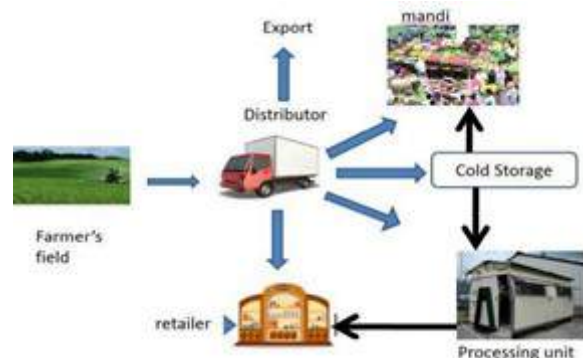 mandi
Export
Distributor
Cold Storage
Farmer's
field
retailer
Processing unit